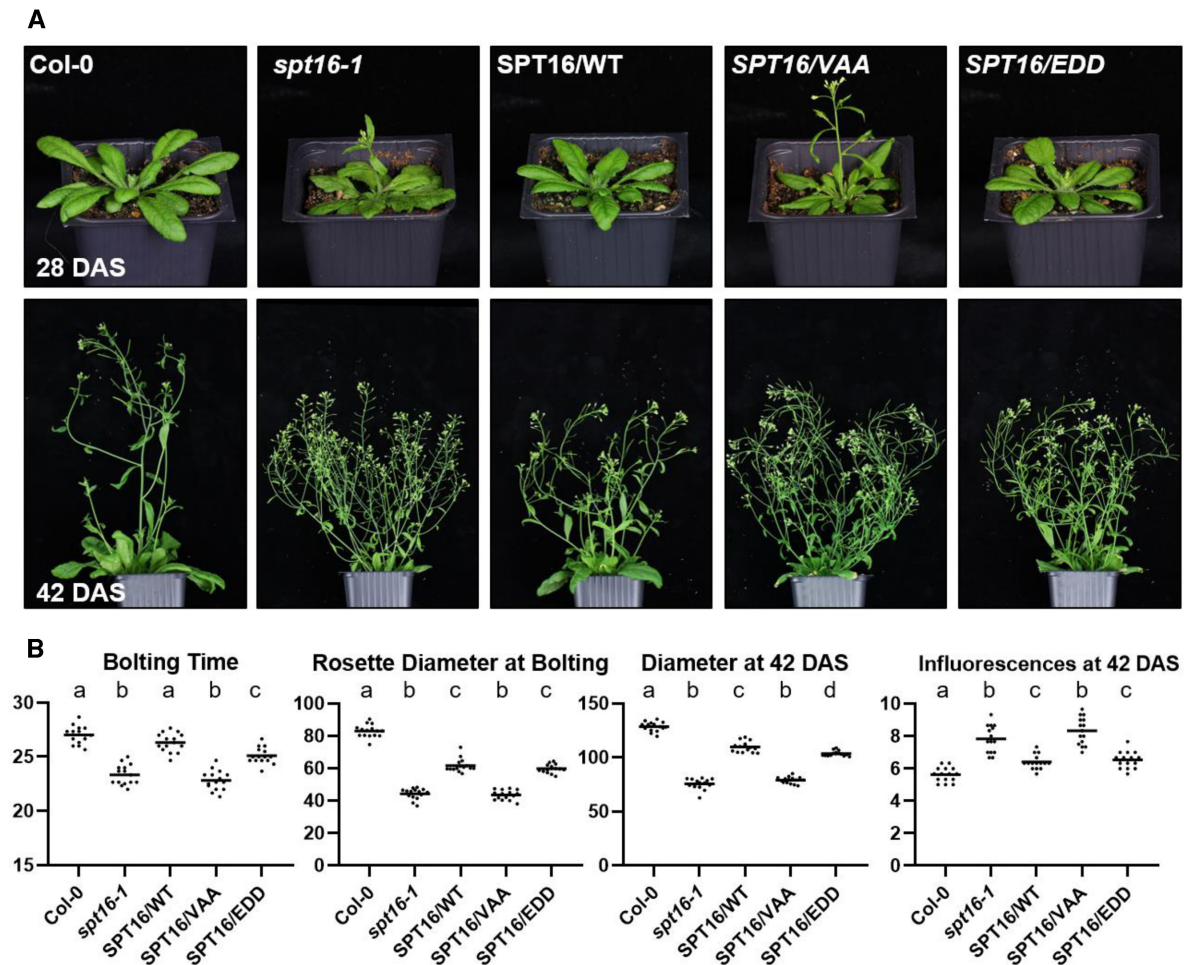 A
Col-0
spt16-1
SPT16/WT
SPT16/VAA
SPT16/EDD
28 DAS
42 DAS
B
Bolting Time
a b a b c
30
25
20
15
Col-0
spt16-1
SPT16/WT
SPT16/VAA
SPT16/EDD
Rosette Diameter at Bolting
a b c b c
100
80
60
40
20
0
Col-0
spt16-1
SPT16/WT
SPT16/VAA
SPT16/EDD
Diameter at 42 DAS
a b c b d
150
100
50
0
Col-0
spt16-1
SPT16/WT
SPT16/VAA
SPT16/EDD
Influorescences at 42 DAS
a b c b c
10
8
6
4
2
0
Col-0
spt16-1
SPT16/WT
SPT16/VAA
SPT16/EDD